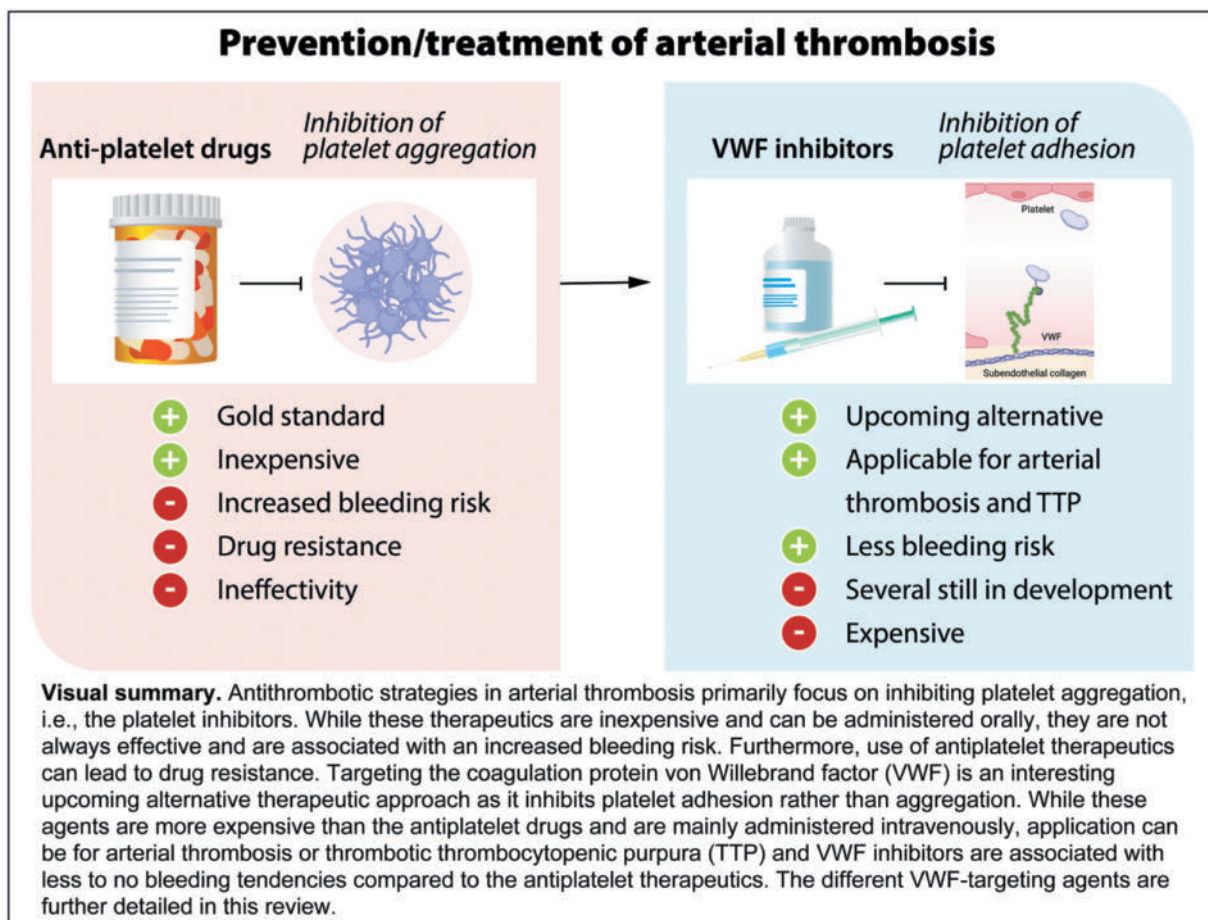 Prevention/treatment of arterial thrombosis
Anti-platelet drugs
Inhibition of
platelet aggregation
+ Gold standard
+ Inexpensive
- Increased bleeding risk
- Drug resistance
- Ineffectivity
VWF inhibitors
Inhibition of
platelet adhesion
Platelet
VWF
Subendothelial collagen
+ Upcoming alternative
+ Applicable for arterial
thrombosis and TTP
+ Less bleeding risk
- Several still in development
- Expensive
Visual summary. Antithrombotic strategies in arterial thrombosis primarily focus on inhibiting platelet aggregation,
i.e., the platelet inhibitors. While these therapeutics are inexpensive and can be administered orally, they are not
always effective and are associated with an increased bleeding risk. Furthermore, use of antiplatelet therapeutics
can lead to drug resistance. Targeting the coagulation protein von Willebrand factor (VWF) is an interesting
upcoming alternative therapeutic approach as it inhibits platelet adhesion rather than aggregation. While these
agents are more expensive than the antiplatelet drugs and are mainly administered intravenously, application can
be for arterial thrombosis or thrombotic thrombocytopenic purpura (TTP) and VWF inhibitors are associated with
less to no bleeding tendencies compared to the antiplatelet therapeutics. The different VWF-targeting agents are
further detailed in this review.